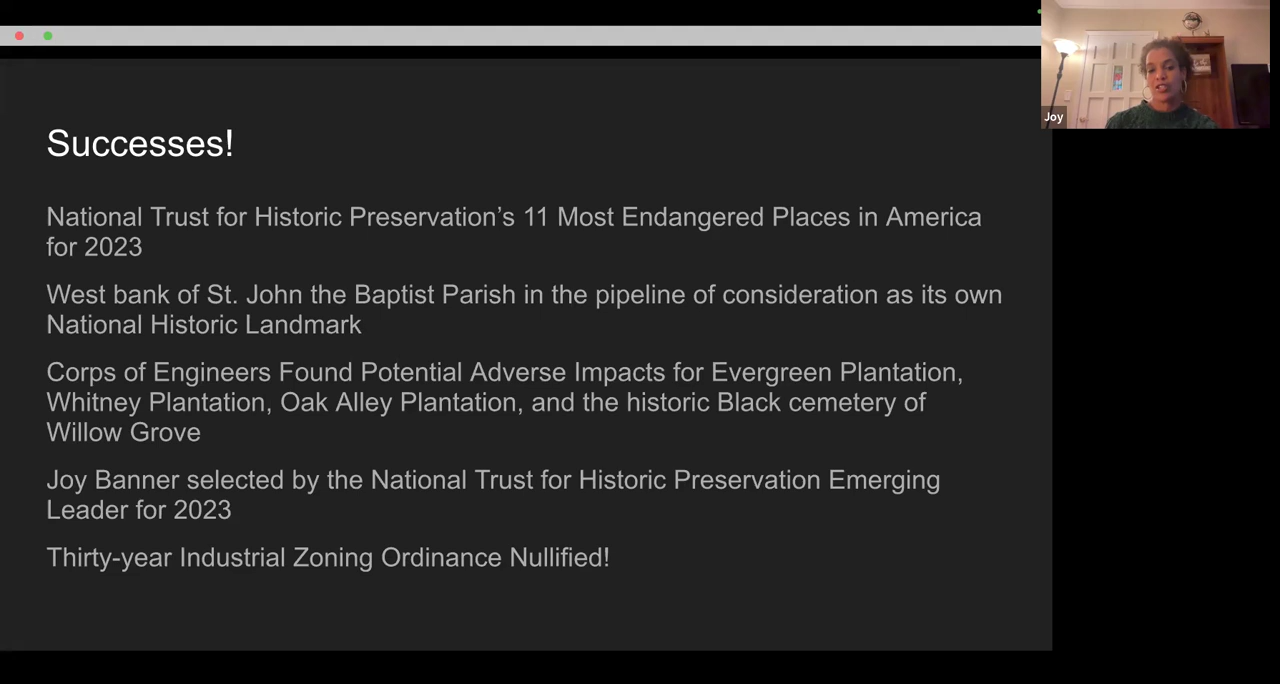 Successes!
National Trust for Historic Preservation’s 11 Most Endangered Places in America
for 2023
West bank of St. John the Baptist Parish in the pipeline of consideration as its own
National Historic Landmark
Corps of Engineers Found Potential Adverse Impacts for Evergreen Plantation,
Whitney Plantation, Oak Alley Plantation, and the historic Black cemetery of
Willow Grove
Joy Banner selected by the National Trust for Historic Preservation Emerging
Leader for 2023
Thirty-year Industrial Zoning Ordinance Nullified!
Joy